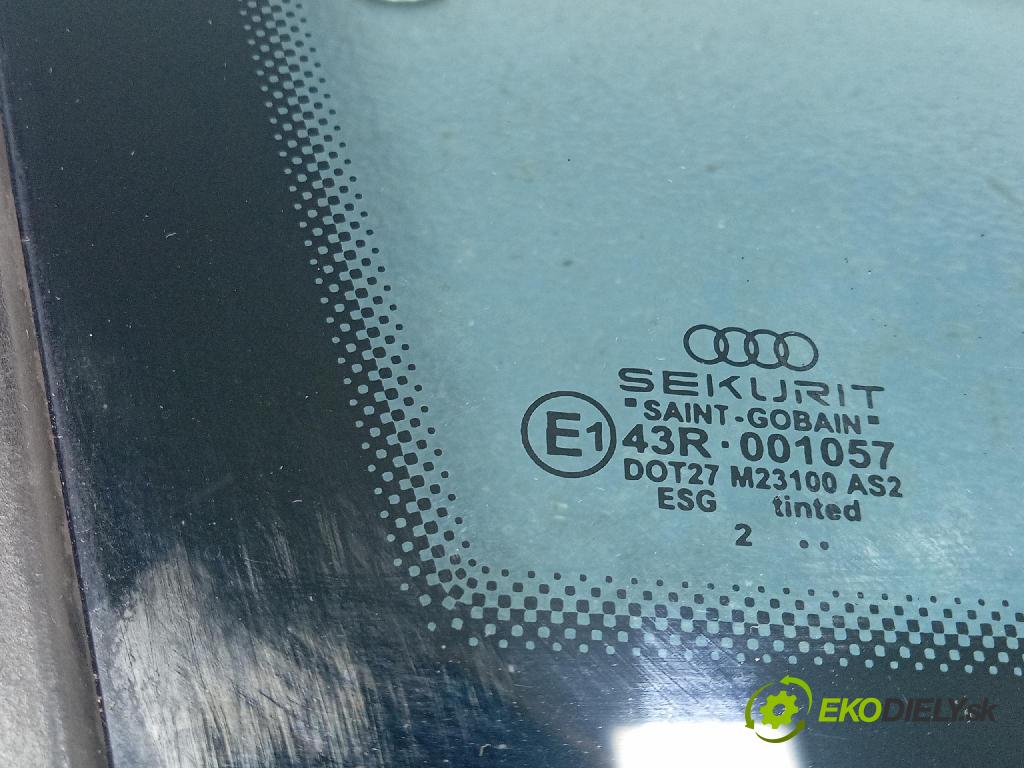 SEKURIT
"SAINT-GOBAIN"
E1 43R·001057
DOT27 M23100 AS2
ESG tinted
2 ..
EKODIELY.sk